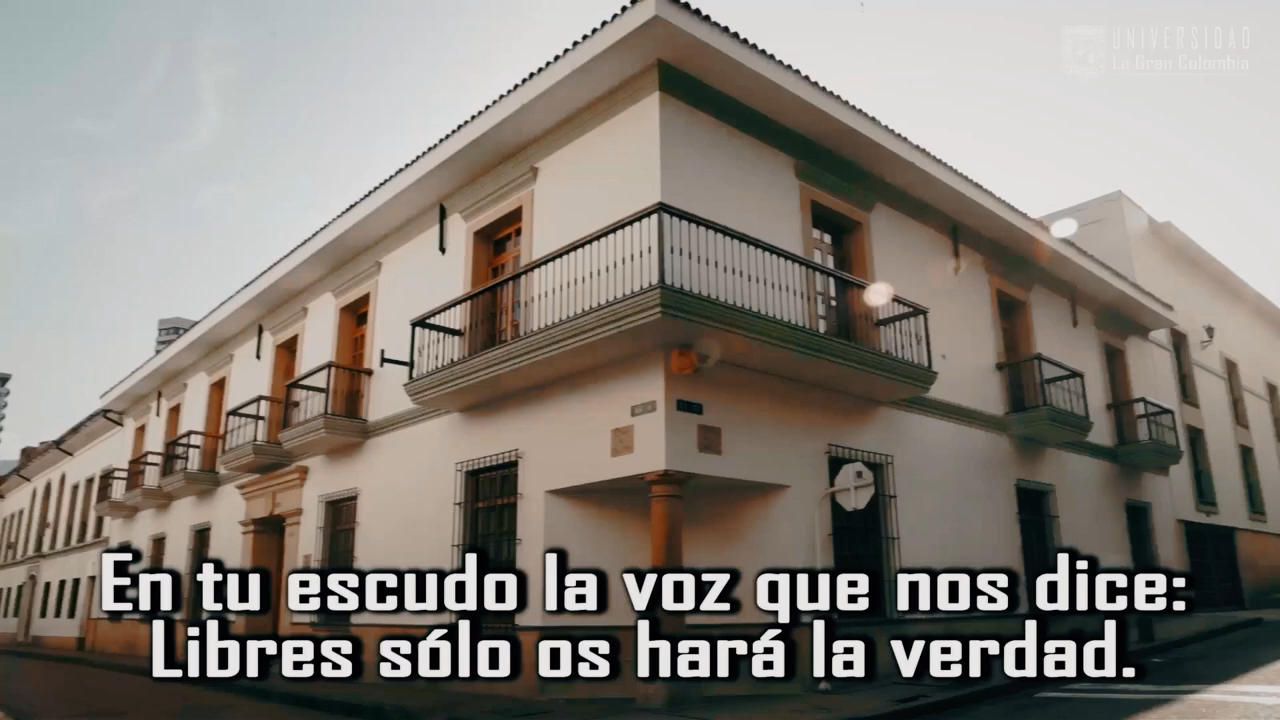 UNIVERSIDAD
La Gran Colombia
En tu escudo la voz que nos dice:
Libres sólo os hará la verdad.